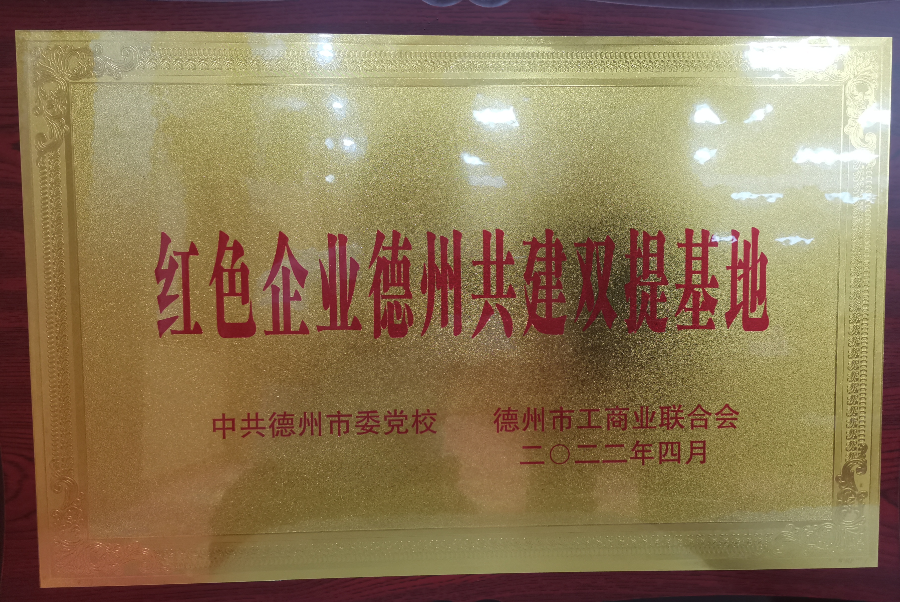 红色企业德州共建双提基地
中共德州市委党校 德州市工商业联合会
二〇二二年四月